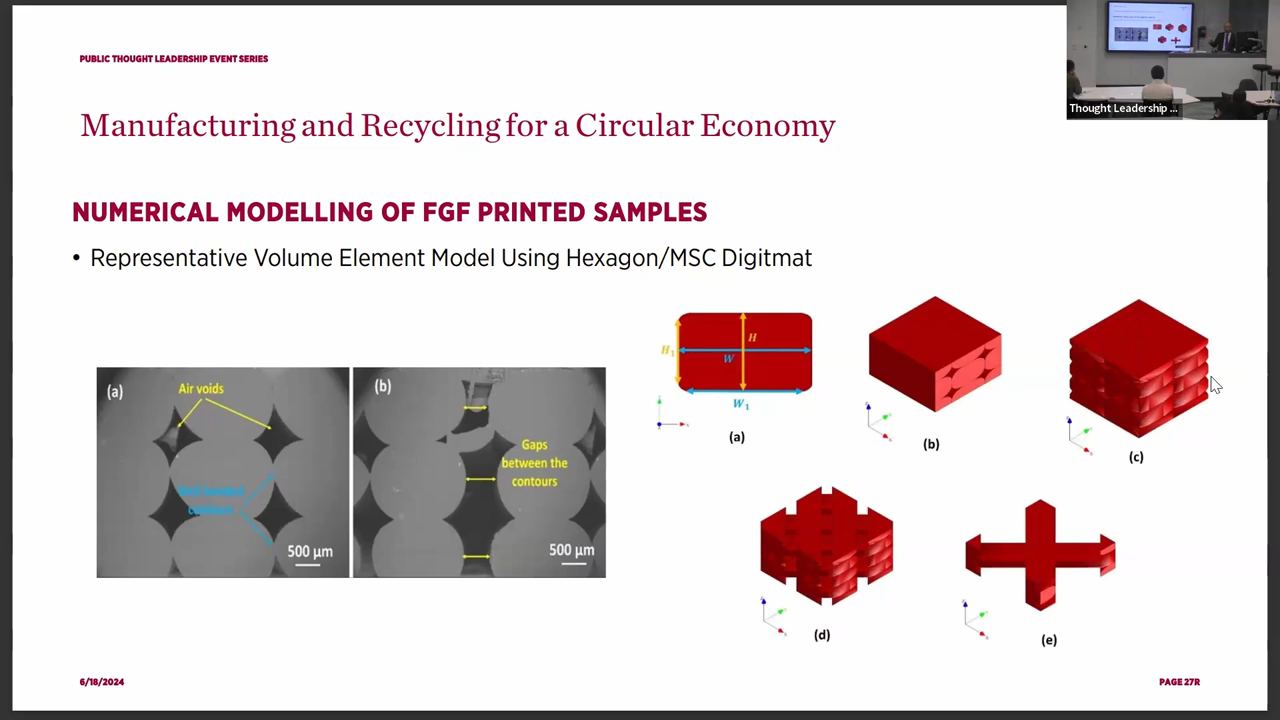 PUBLIC THOUGHT LEADERSHIP EVENT SERIES
Thought Leadership ...
Manufacturing and Recycling for a Circular Economy
NUMERICAL MODELLING OF FGF PRINTED SAMPLES
• Representative Volume Element Model Using Hexagon/MSC Digitmat
(a)
Air voids
500 µm
(b)
Gaps
between the
contours
500 µm
H1
H
W
W1
(a)
(b)
(c)
(d)
(e)
6/18/2024
PAGE 27R